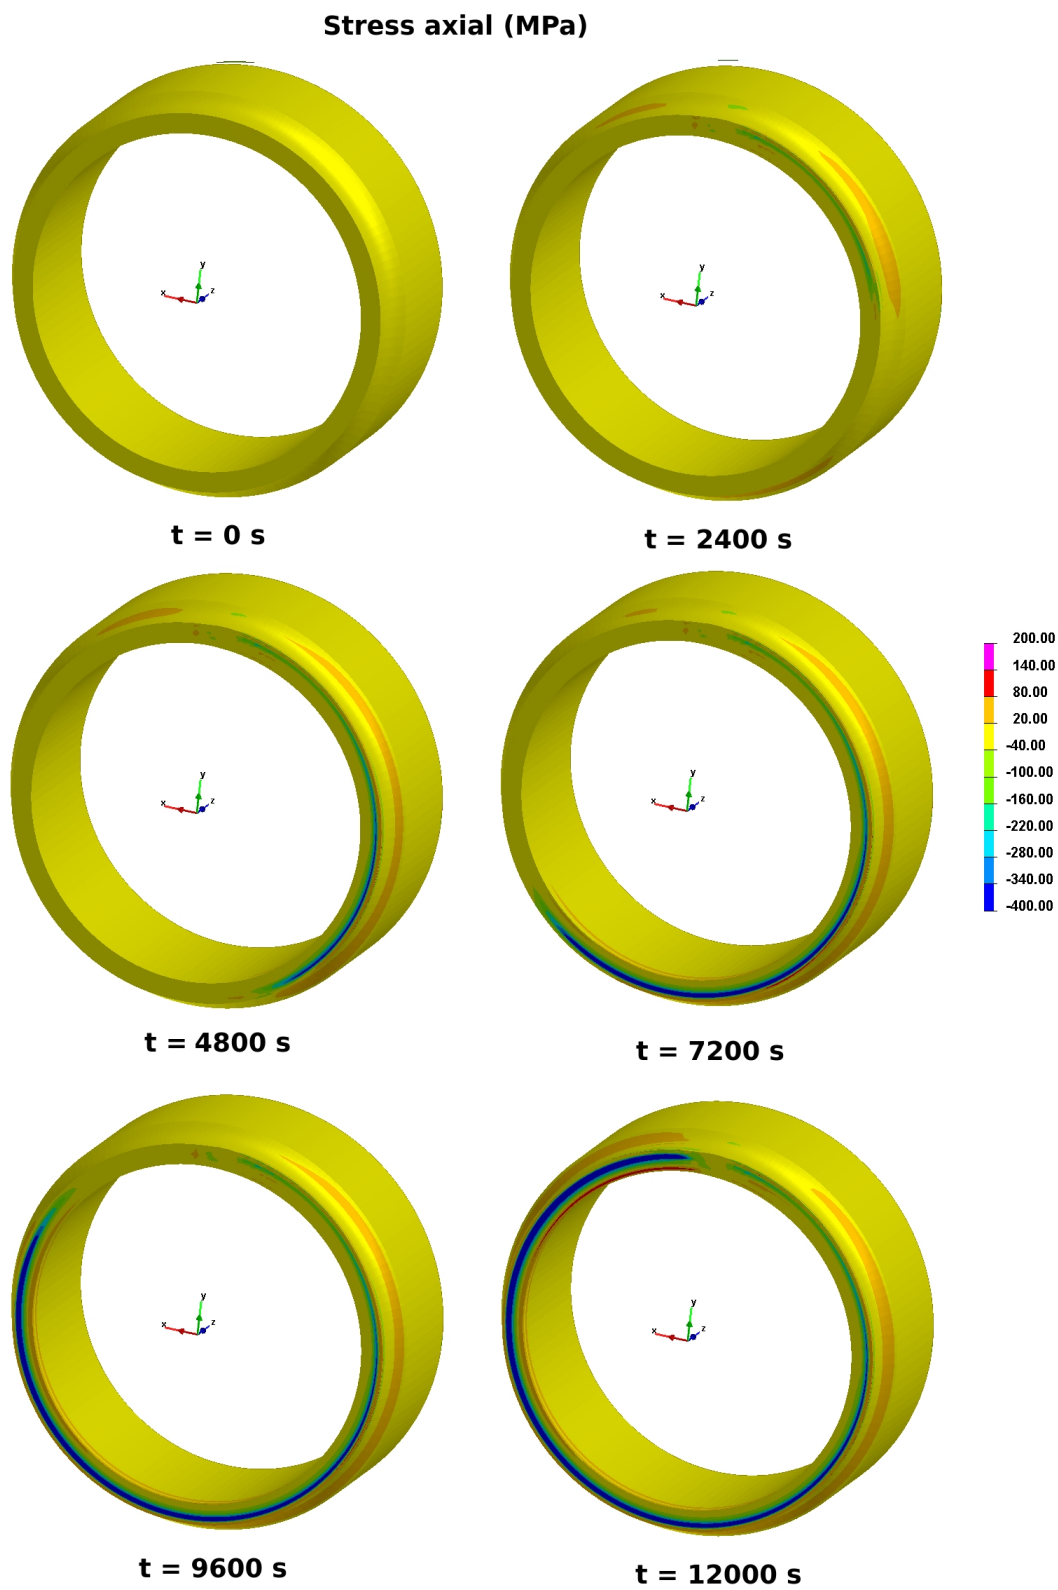 Stress axial (MPa)
y
x
z
y
x
z
t = 0 s
t = 2400 s
y
x
z
y
x
z
200.00
140.00
80.00
20.00
-40.00
-100.00
-160.00
-220.00
-280.00
-340.00
-400.00
t = 4800 s
t = 7200 s
y
x
z
y
x
z
t = 9600 s
t = 12000 s